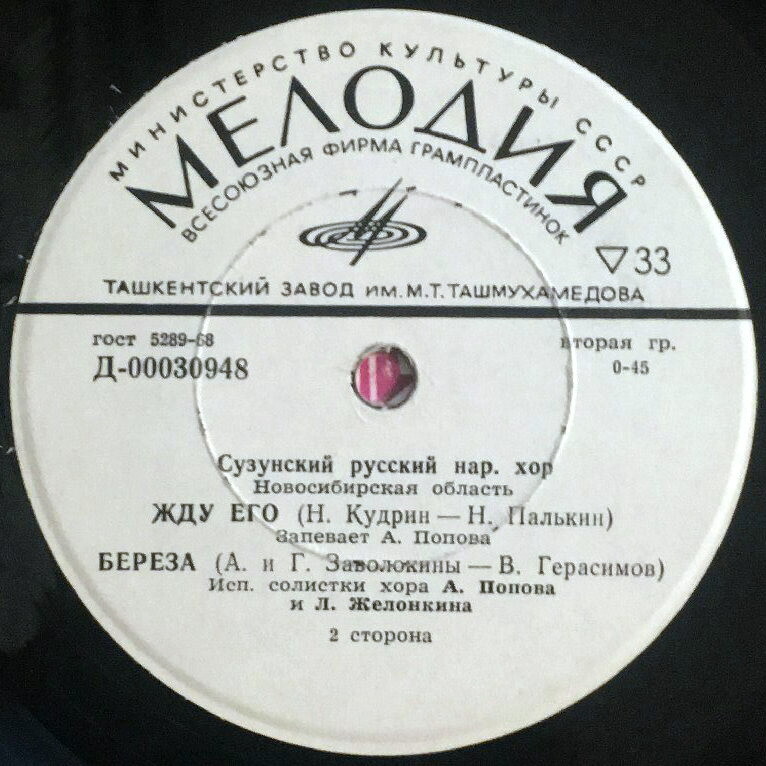 МИНИСТЕРСТВО КУЛЬТУРЫ СССР
МЕЛОДИЯ
ВСЕСОЮЗНАЯ ФИРМА ГРАМПЛАСТИНОК
▽33
ТАШКЕНТСКИЙ ЗАВОД ИМ. М. Т. ТАШМУХАМЕДОВА
гост 5289-68
вторая гр.
Д-00030948
0-45
Сузунский русский нар. хор
Новосибирская область
ЖДУ ЕГО (Н. Кудрин — Н. Палькин)
Запевает А. Попова
БЕРЕЗА (А. и Г. Заволокины — В. Герасимов)
Исп. солистки хора А. Попова
и Л. Желонкина
2 сторона